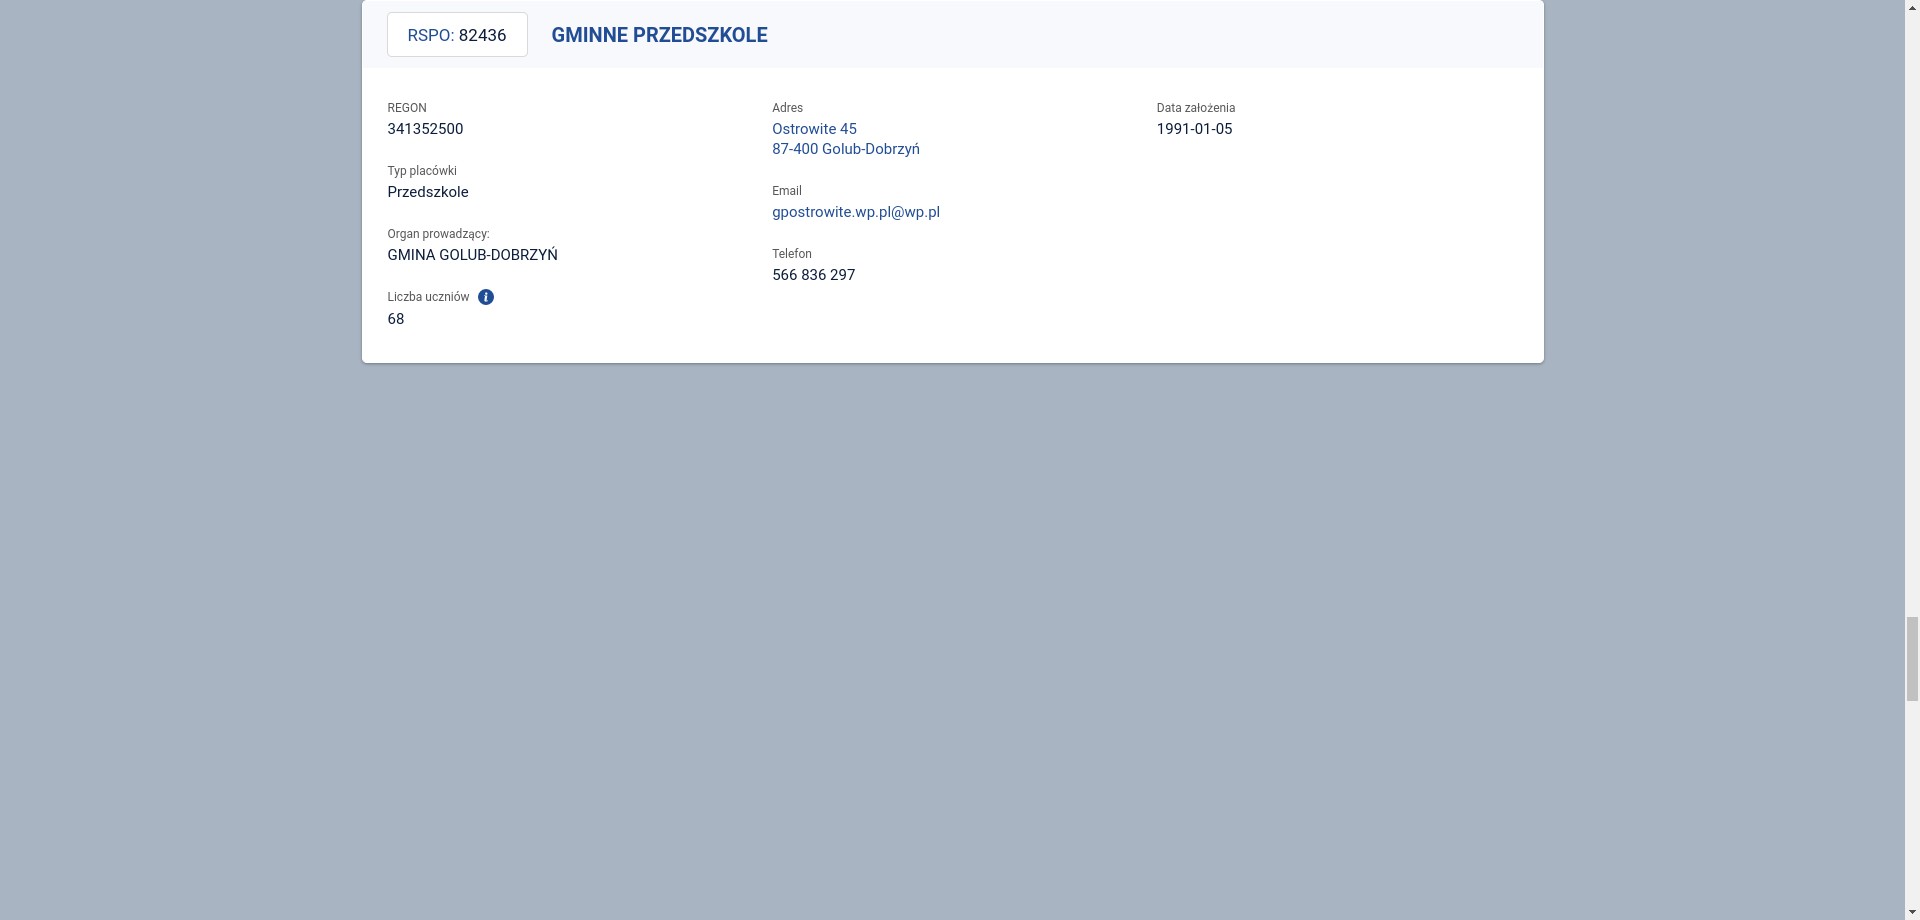 RSPO: 82436
GMINNE PRZEDSZKOLE
REGON
341352500
Typ placówki
Przedszkole
Organ prowadzący:
GMINA GOLUB-DOBRZYŃ
Liczba uczniów
68
Adres
Ostrowite 45
87-400 Golub-Dobrzyń
Email
gpostrowite.wp.pl@wp.pl
Telefon
566 836 297
Data założenia
1991-01-05